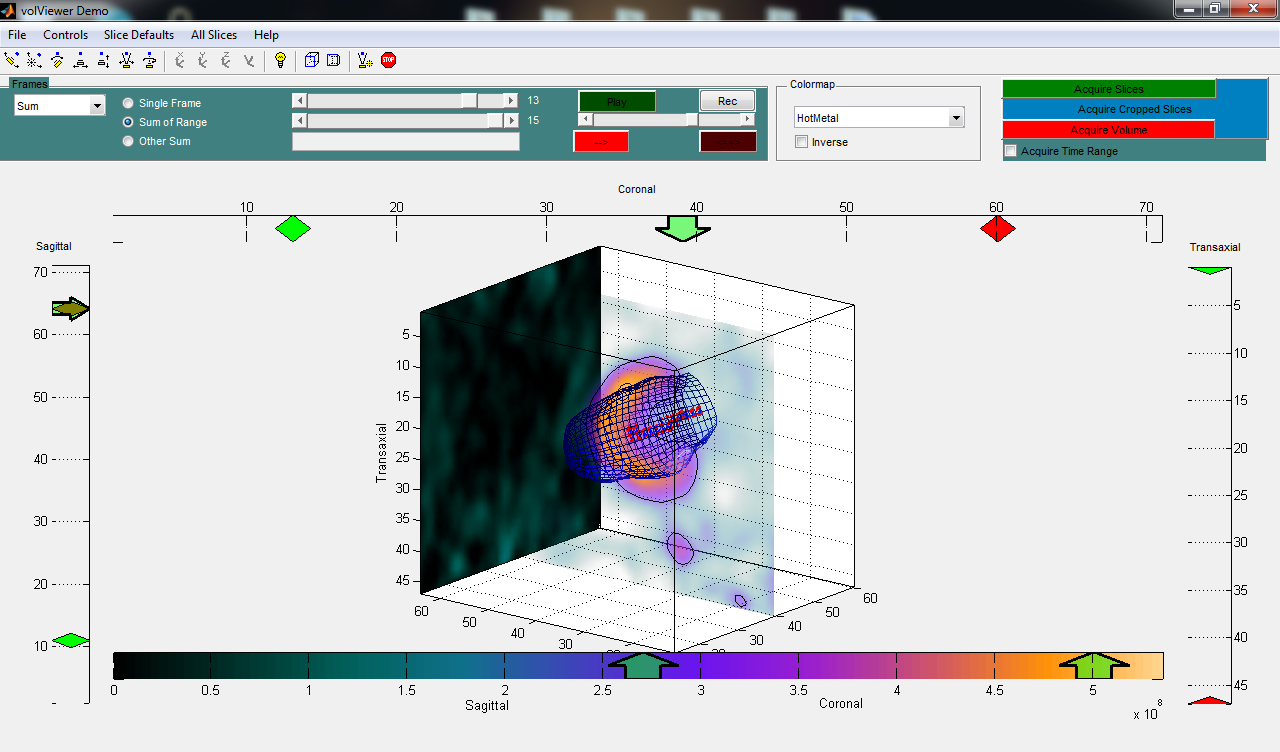 volViewer Demo
File Controls Slice Defaults All Slices Help
STOP
Frames
Sum
Single Frame
Sum of Range
Other Sum
13
15
Play
Rec
-->
Colormap
HotMetal
Inverse
Acquire Slices
Acquire Cropped Slices
Acquire Volume
Acquire Time Range
Coronal
10 20 30 40 50 60 70
Sagittal
70
60
50
40
30
20
10
Transaxial
5
10
15
20
25
30
35
40
45
Transaxial
5
10
15
20
25
30
35
40
45
60 50 40 30
30 40 50 60
0 0.5 1 1.5 2 2.5 3 3.5 4 4.5 5
Sagittal
Coronal
x 10^8